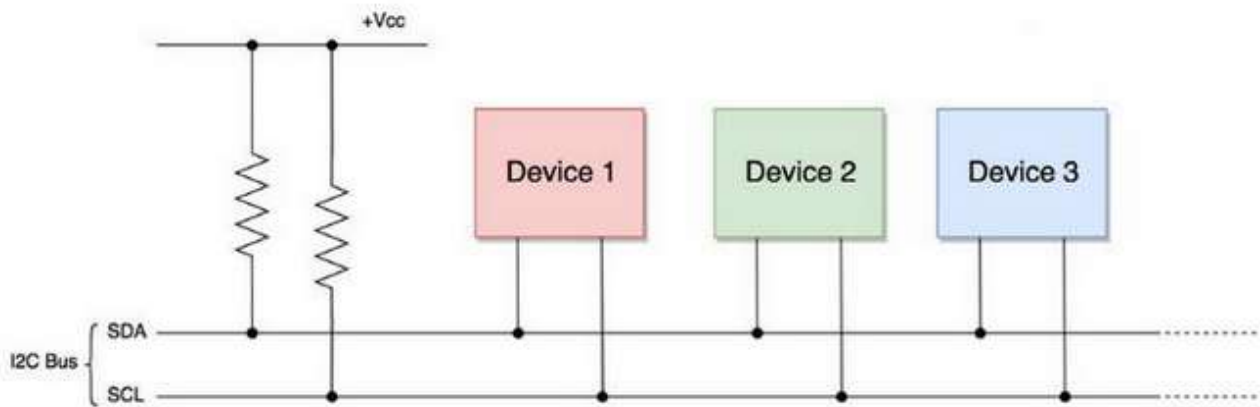 +Vcc
Device 1
Device 2
Device 3
SDA
I2C Bus
SCL